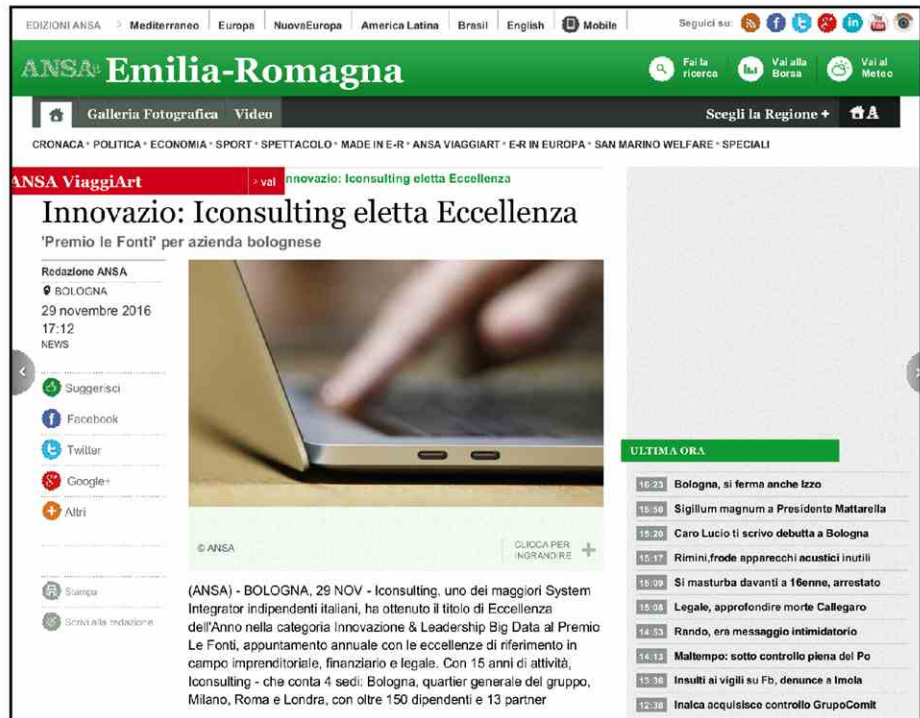 EDIZIONI ANSA > Mediterraneo Europa NuovaEuropa America Latina Brasil English Mobile Seguici su:
ANSA.it Emilia-Romagna
Fai la ricerca
Vai alla Borsa
Vai al Meteo
Galleria Fotografica Video Scegli la Regione +
CRONACA • POLITICA • ECONOMIA • SPORT • SPETTACOLO • MADE IN E-R • ANSA VIAGGIART • E-R IN EUROPA • SAN MARINO WELFARE • SPECIALI
ANSA ViaggiArt > vai nnovazio: Iconsulting eletta Eccellenza
Innovazio: Iconsulting eletta Eccellenza
'Premio le Fonti' per azienda bolognese
Redazione ANSA
BOLOGNA
29 novembre 2016
17:12
NEWS
Suggerisci
Facebook
Twitter
Google+
Altri
Stampa
Scrivi alla redazione
© ANSA
CLICCA PER
INGRANDIRE
(ANSA) - BOLOGNA, 29 NOV - Iconsulting, uno dei maggiori System
Integrator indipendenti italiani, ha ottenuto il titolo di Eccellenza
dell'Anno nella categoria Innovazione & Leadership Big Data al Premio
Le Fonti, appuntamento annuale con le eccellenze di riferimento in
campo imprenditoriale, finanziario e legale. Con 15 anni di attività,
Iconsulting - che conta 4 sedi: Bologna, quartier generale del gruppo,
Milano, Roma e Londra, con oltre 150 dipendenti e 13 partner
ULTIMA ORA
16:23 Bologna, si ferma anche Izzo
15:50 Sigillum magnum a Presidente Mattarella
15:20 Caro Lucio ti scrivo debutta a Bologna
15:17 Rimini,frode apparecchi acustici inutili
15:09 Si masturba davanti a 16enne, arrestato
15:08 Legale, approfondire morte Callegaro
14:53 Rando, era messaggio intimidatorio
14:13 Maltempo: sotto controllo piena del Po
13:36 Insulti ai vigili su Fb, denunce a Imola
12:38 Inalca acquisisce controllo GrupoComit